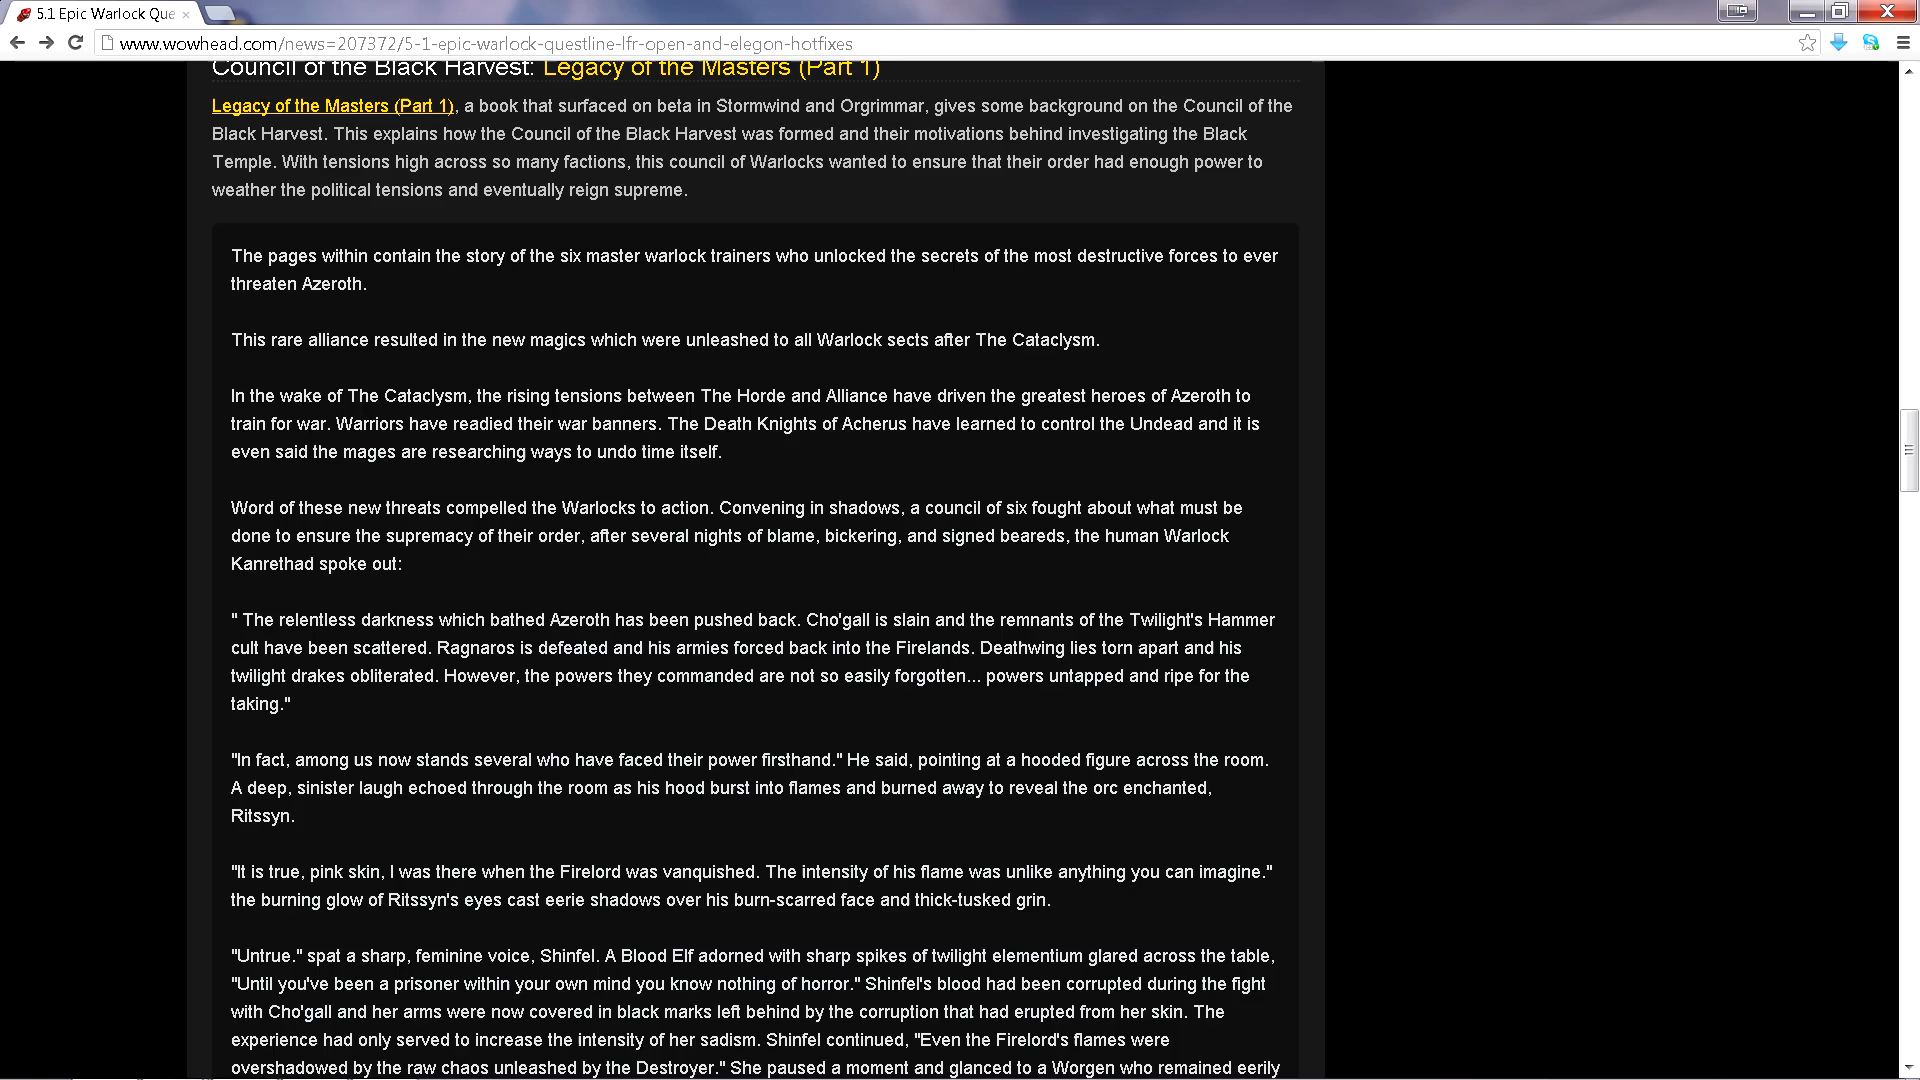 5.1 Epic Warlock Que
www.wowhead.com/news=207372/5-1-epic-warlock-questline-lfr-open-and-elegon-hotfixes
Council of the Black Harvest: Legacy of the Masters (Part 1)
Legacy of the Masters (Part 1), a book that surfaced on beta in Stormwind and Orgrimmar, gives some background on the Council of the
Black Harvest. This explains how the Council of the Black Harvest was formed and their motivations behind investigating the Black
Temple. With tensions high across so many factions, this council of Warlocks wanted to ensure that their order had enough power to
weather the political tensions and eventually reign supreme.
The pages within contain the story of the six master warlock trainers who unlocked the secrets of the most destructive forces to ever
threaten Azeroth.
This rare alliance resulted in the new magics which were unleashed to all Warlock sects after The Cataclysm.
In the wake of The Cataclysm, the rising tensions between The Horde and Alliance have driven the greatest heroes of Azeroth to
train for war. Warriors have readied their war banners. The Death Knights of Acherus have learned to control the Undead and it is
even said the mages are researching ways to undo time itself.
Word of these new threats compelled the Warlocks to action. Convening in shadows, a council of six fought about what must be
done to ensure the supremacy of their order, after several nights of blame, bickering, and signed beareds, the human Warlock
Kanrethad spoke out:
" The relentless darkness which bathed Azeroth has been pushed back. Cho'gall is slain and the remnants of the Twilight's Hammer
cult have been scattered. Ragnaros is defeated and his armies forced back into the Firelands. Deathwing lies torn apart and his
twilight drakes obliterated. However, the powers they commanded are not so easily forgotten... powers untapped and ripe for the
taking."
"In fact, among us now stands several who have faced their power firsthand." He said, pointing at a hooded figure across the room.
A deep, sinister laugh echoed through the room as his hood burst into flames and burned away to reveal the orc enchanted,
Ritssyn.
"It is true, pink skin, I was there when the Firelord was vanquished. The intensity of his flame was unlike anything you can imagine."
the burning glow of Ritssyn's eyes cast eerie shadows over his burn-scarred face and thick-tusked grin.
"Untrue." spat a sharp, feminine voice, Shinfel. A Blood Elf adorned with sharp spikes of twilight elementium glared across the table,
"Until you've been a prisoner within your own mind you know nothing of horror." Shinfel's blood had been corrupted during the fight
with Cho'gall and her arms were now covered in black marks left behind by the corruption that had erupted from her skin. The
experience had only served to increase the intensity of her sadism. Shinfel continued, "Even the Firelord's flames were
overshadowed by the raw chaos unleashed by the Destroyer." She paused a moment and glanced to a Worgen who remained eerily